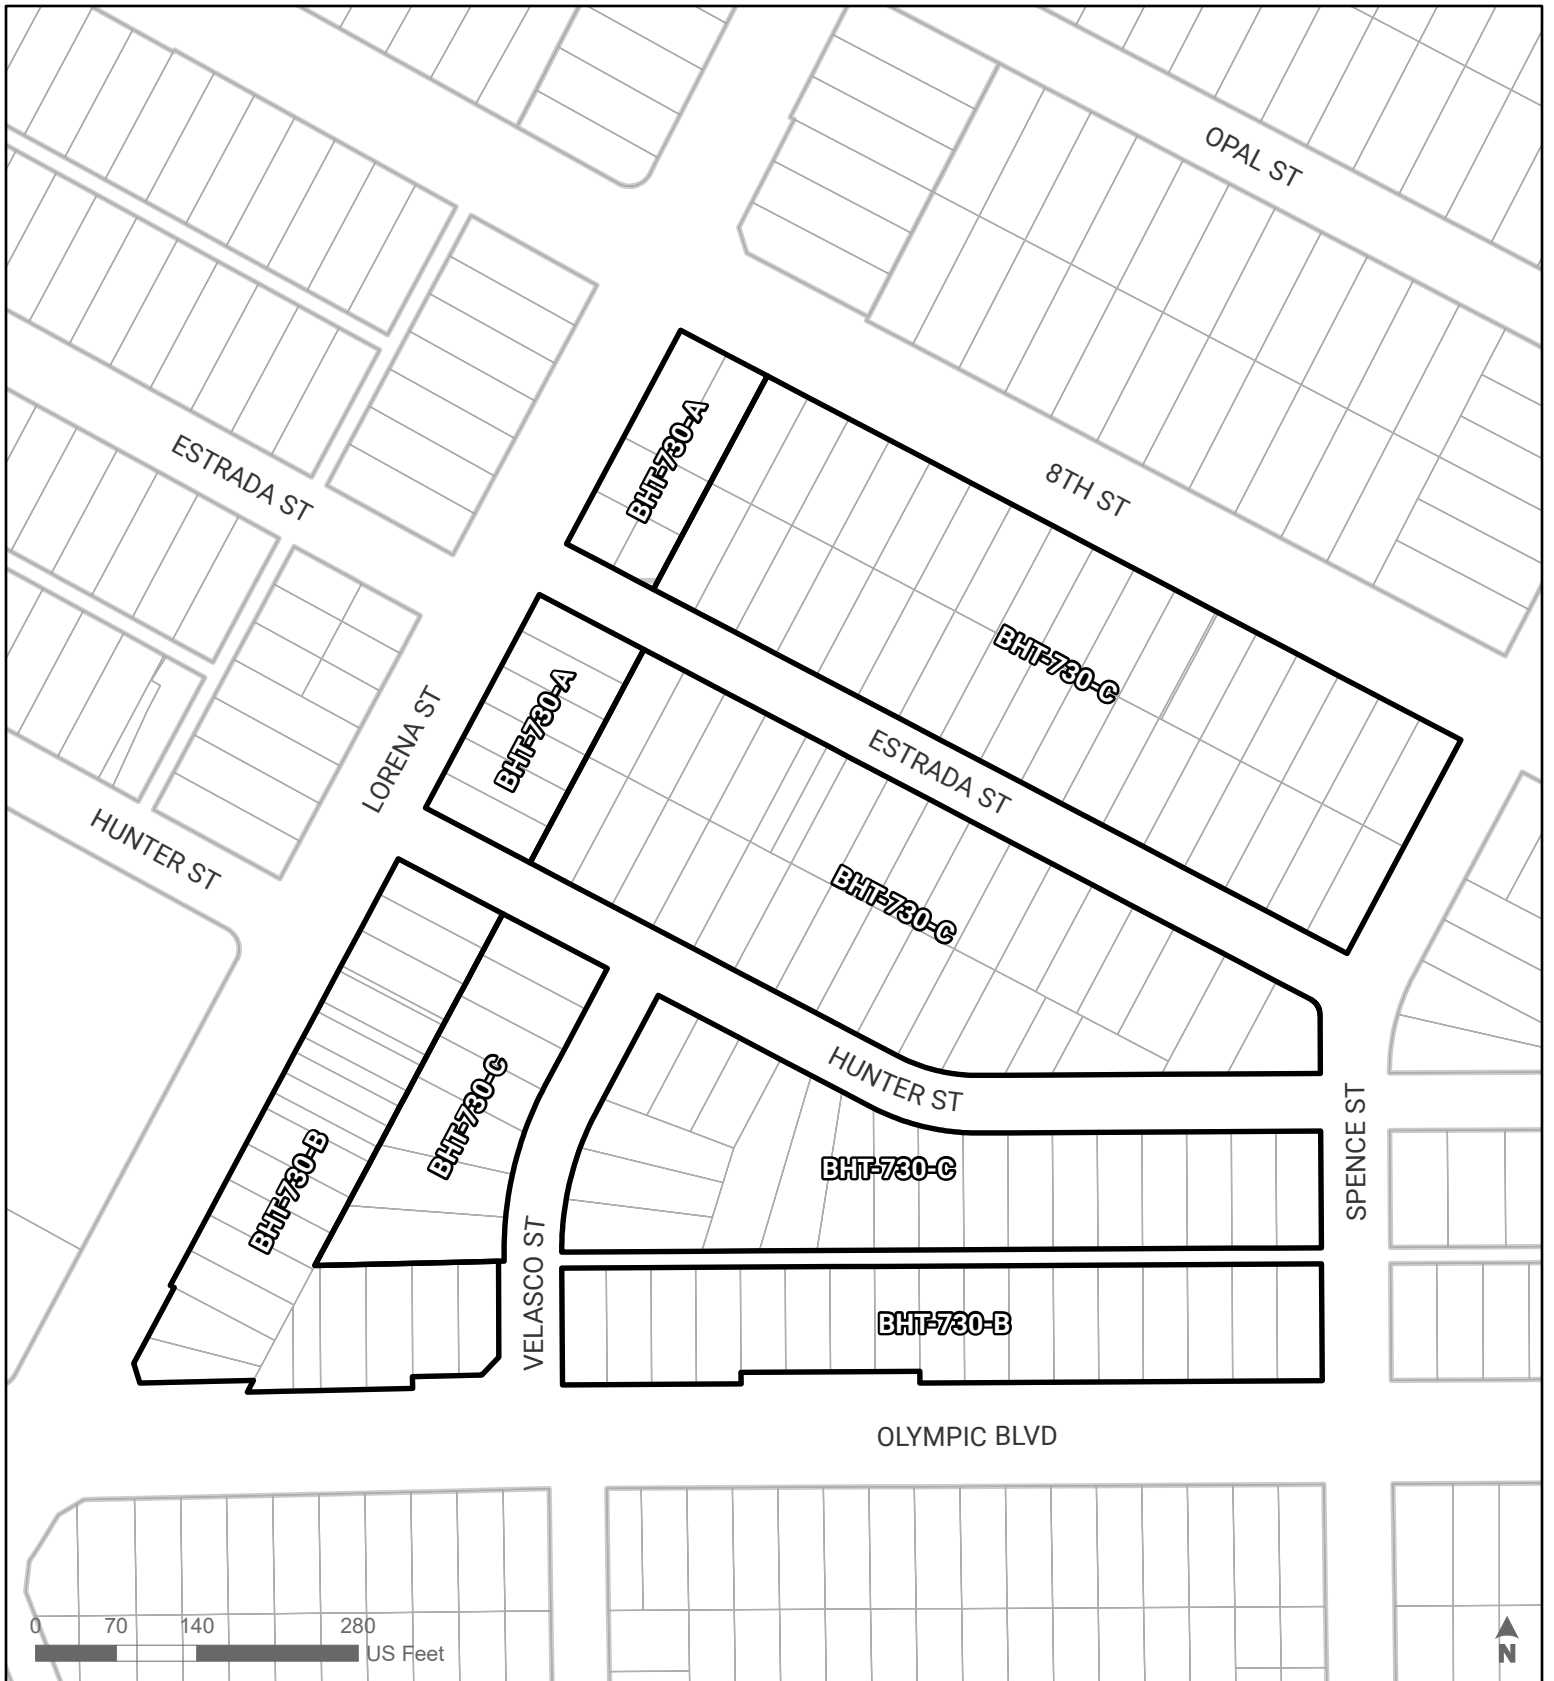 OPAL ST
BHT-730-A
8TH ST
ESTRADA ST
BHT-730-C
BHT-730-A
LORENA ST
ESTRADA ST
HUNTER ST
BHT-730-C
HUNTER ST
BHT-730-C
BHT-730-B
BHT-730-C
SPENCE ST
VELASCO ST
BHT-730-B
OLYMPIC BLVD
0 70 140 280
US Feet
N